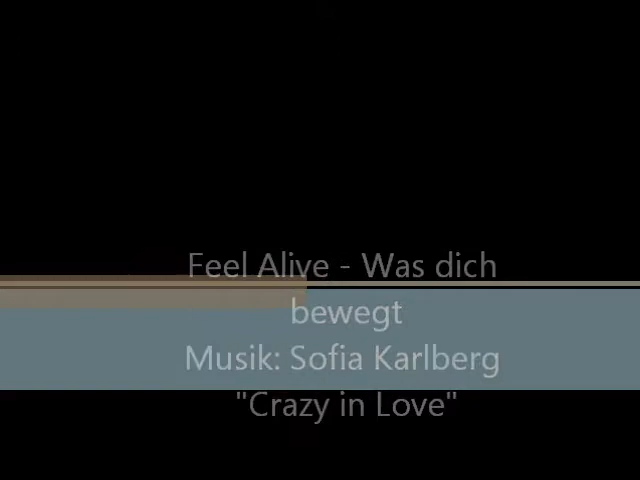 Feel Alive - Was dich
bewegt
Musik: Sofia Karlberg
"Crazy in Love"